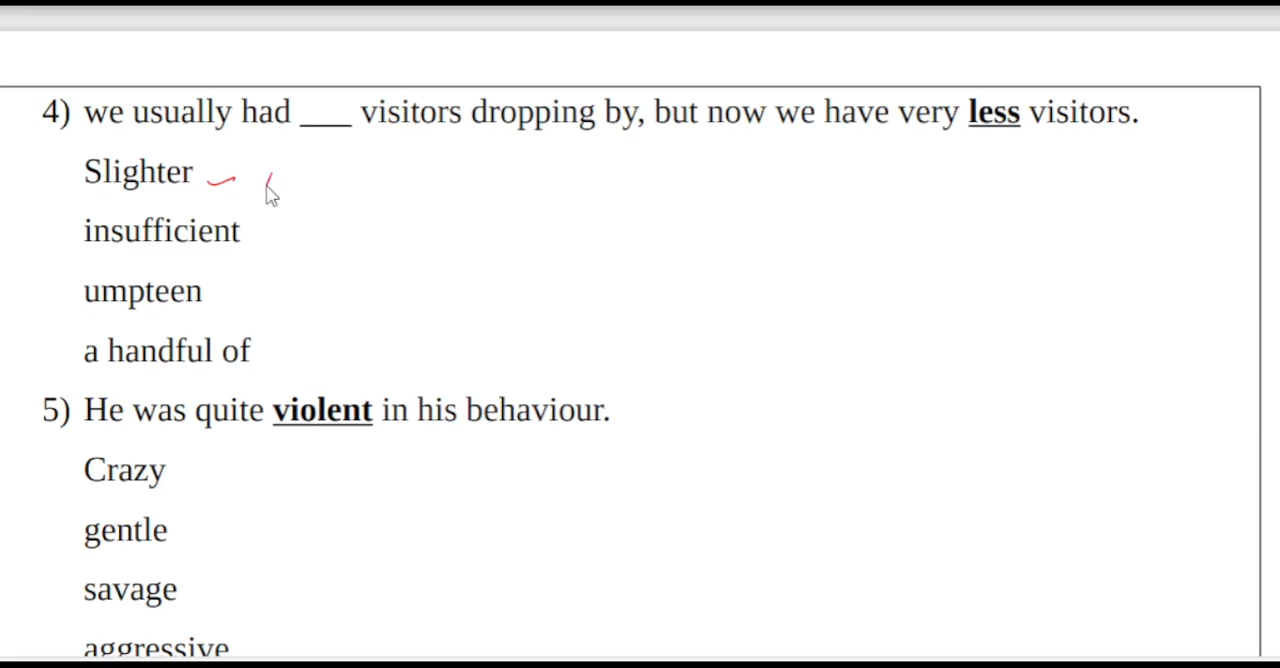 4) we usually had ___ visitors dropping by, but now we have very less visitors.
Slighter
insufficient
umpteen
a handful of
5) He was quite violent in his behaviour.
Crazy
gentle
savage
aggressive